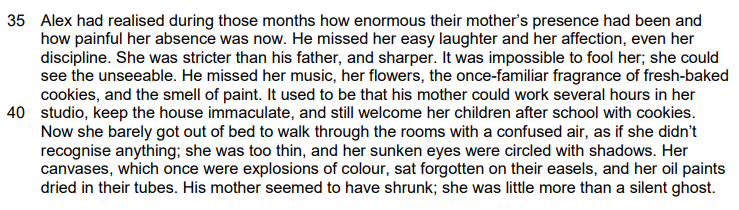 35 Alex had realised during those months how enormous their mother's presence had been and
how painful her absence was now. He missed her easy laughter and her affection, even her
discipline. She was stricter than his father, and sharper. It was impossible to fool her; she could
see the unseeable. He missed her music, her flowers, the once-familiar fragrance of fresh-baked
cookies, and the smell of paint. It used to be that his mother could work several hours in her
40 studio, keep the house immaculate, and still welcome her children after school with cookies.
Now she barely got out of bed to walk through the rooms with a confused air, as if she didn't
recognise anything; she was too thin, and her sunken eyes were circled with shadows. Her
canvases, which once were explosions of colour, sat forgotten on their easels, and her oil paints
dried in their tubes. His mother seemed to have shrunk; she was little more than a silent ghost.